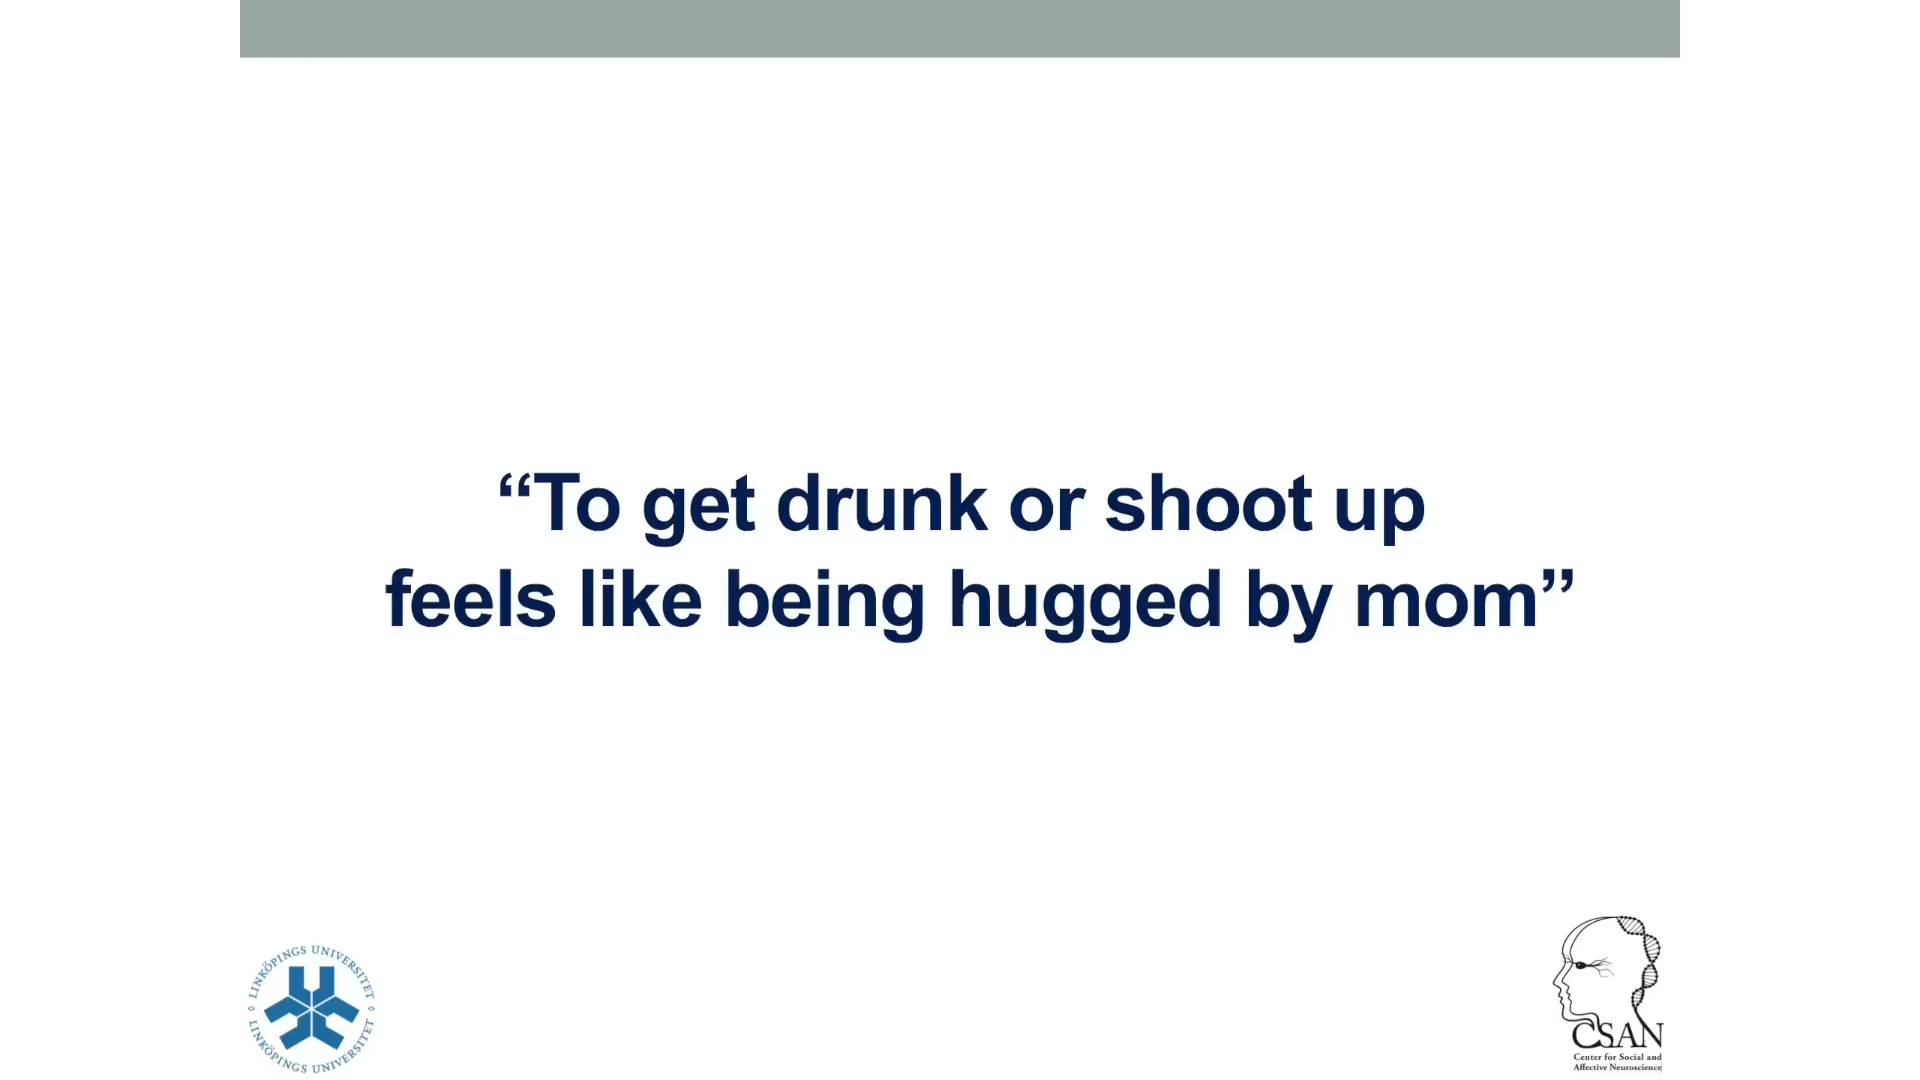 “To get drunk or shoot up
feels like being hugged by mom”
LINKÖPINGS UNIVERSITET
LINKÖPINGS UNIVERSITET
CSAN
Center for Social and
Affective Neuroscience